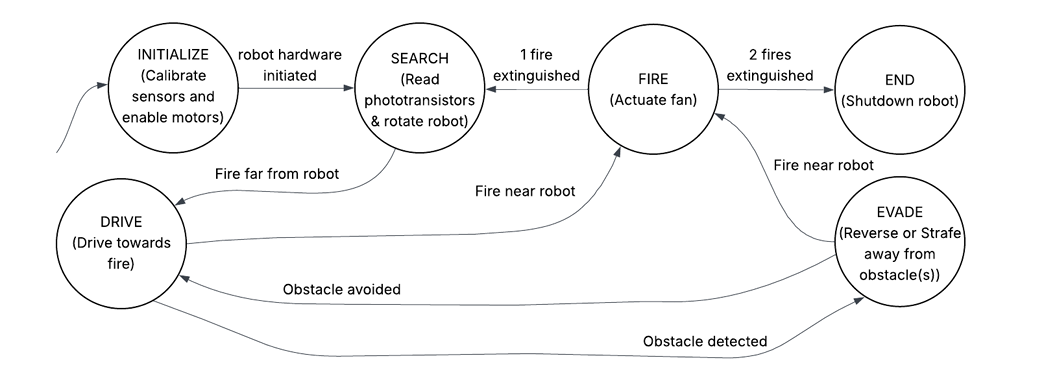 INITIALIZE
(Calibrate
sensors and
enable motors)
robot hardware
initiated
SEARCH
(Read
phototransistors
& rotate robot)
1 fire
extinguished
FIRE
(Actuate fan)
2 fires
extinguished
END
(Shutdown robot)
Fire far from robot
Fire near robot
Fire near robot
DRIVE
(Drive towards
fire)
EVADE
(Reverse or Strafe
away from
obstacle(s))
Obstacle avoided
Obstacle detected